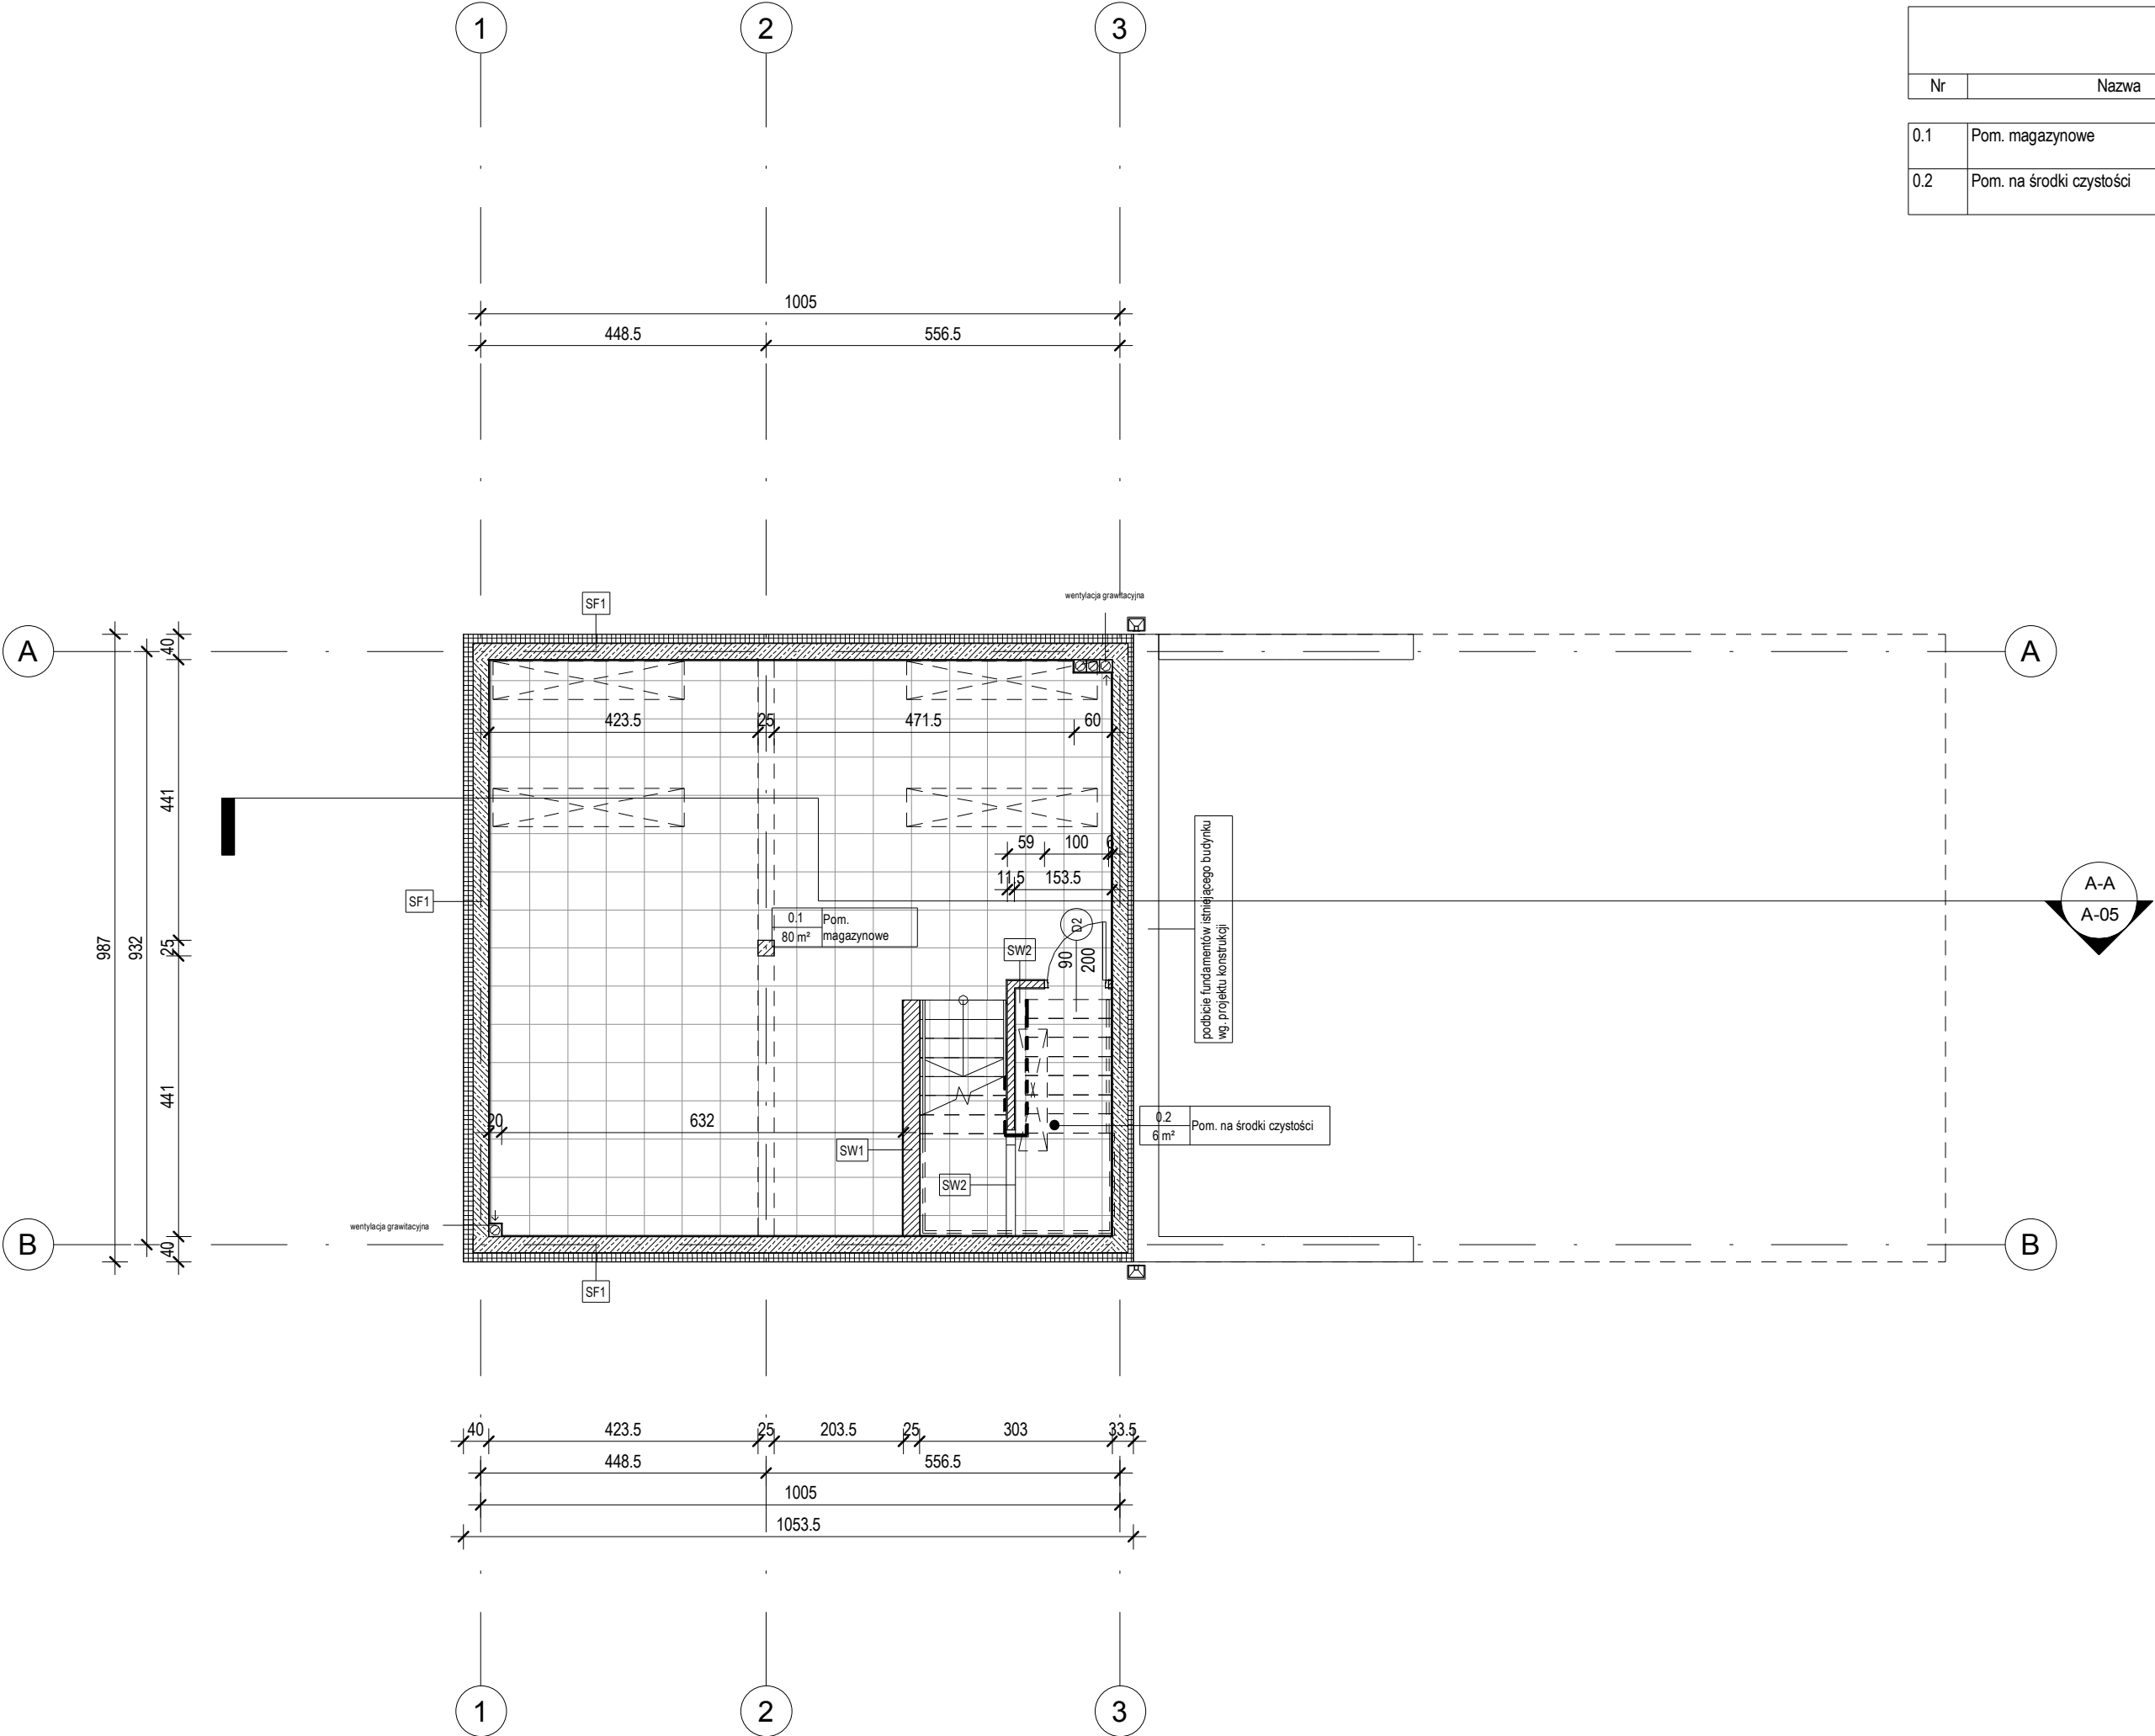 1
2
3
Nr
Nazwa
0.1
Pom. magazynowe
0.2
Pom. na środki czystości
1005
448.5
556.5
wentylacja grawitacyjna
SF1
A
A
40
423.5
25
471.5
60
441
59
100
6
podbicie fundamentów istniejącego budynku
wg. projektu konstrukcji
11.5
153.5
A-A
A-05
SF1
0.1
80 m²
Pom.
magazynowe
D2
90
200
SW2
987
932
25
441
20
632
0.2
6 m²
Pom. na środki czystości
SW1
SW2
wentylacja grawitacyjna
B
B
40
SF1
40
423.5
25
203.5
25
303
33.5
448.5
556.5
1005
1053.5
1
2
3